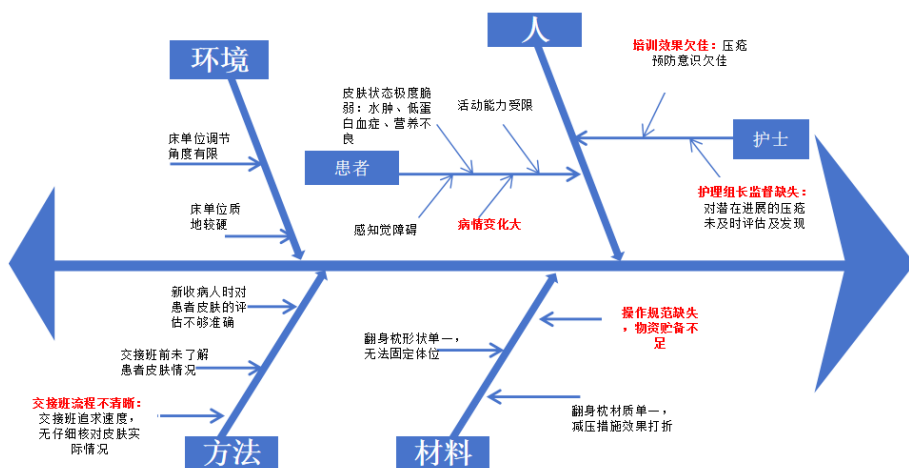 人
环境
培训效果欠佳：压疮
预防意识欠佳
皮肤状态极度脆
弱：水肿、低蛋
白血症、营养不
良
活动能力受限
床单位调节
角度有限
患者
护士
护理组长监督缺失：
对潜在进展的压疮
未及时评估及发现
床单位质
地较硬
感知觉障碍
病情变化大
新收病人时对
患者皮肤的评
估不够准确
操作规范缺失
，物资贮备不
足
翻身枕形状单一，
无法固定体位
交接班前未了解
患者皮肤情况
交接班流程不清晰：
交接班追求速度，
无仔细核对皮肤实
际情况
翻身枕材质单一，
减压措施效果打折
方法
材料